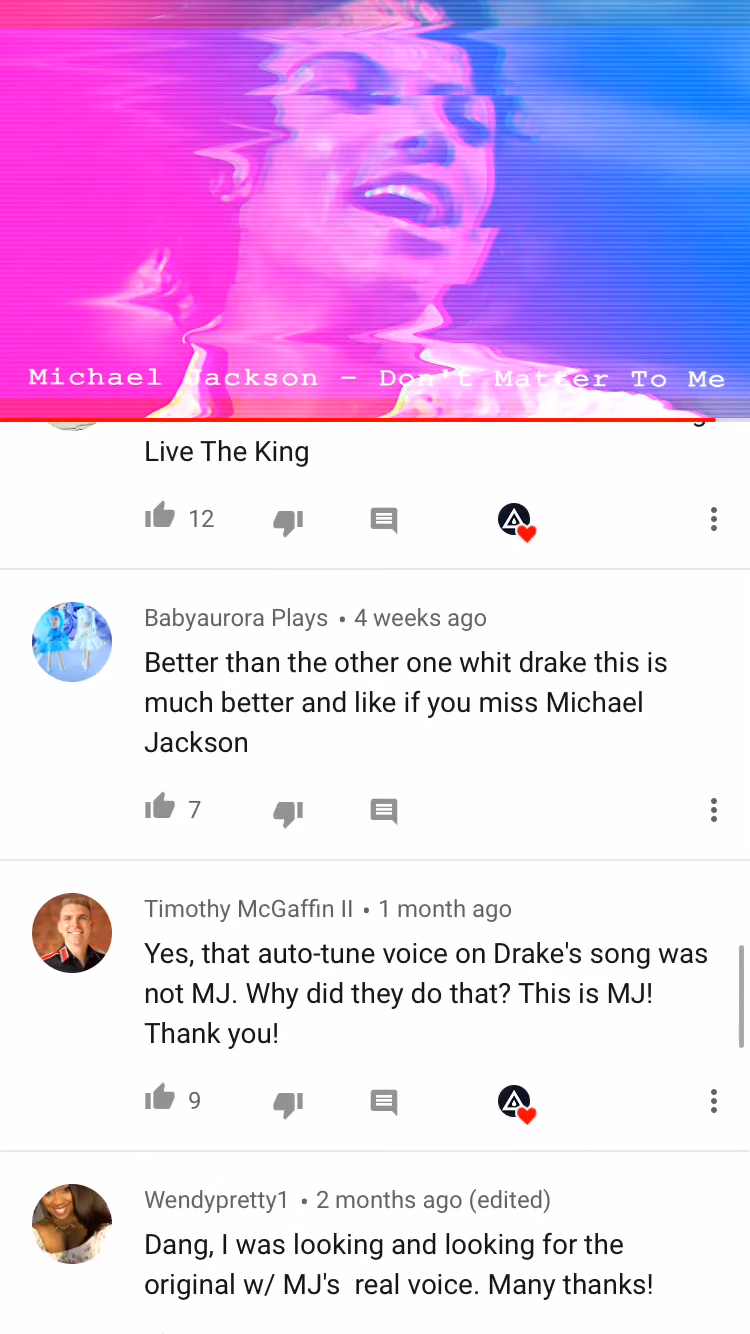 Michael Jackson – Don't Matter To Me
Live The King
12
Babyaurora Plays • 4 weeks ago
Better than the other one whit drake this is
much better and like if you miss Michael
Jackson
7
Timothy McGaffin II • 1 month ago
Yes, that auto-tune voice on Drake's song was
not MJ. Why did they do that? This is MJ!
Thank you!
9
Wendypretty1 • 2 months ago (edited)
Dang, I was looking and looking for the
original w/ MJ's  real voice. Many thanks!